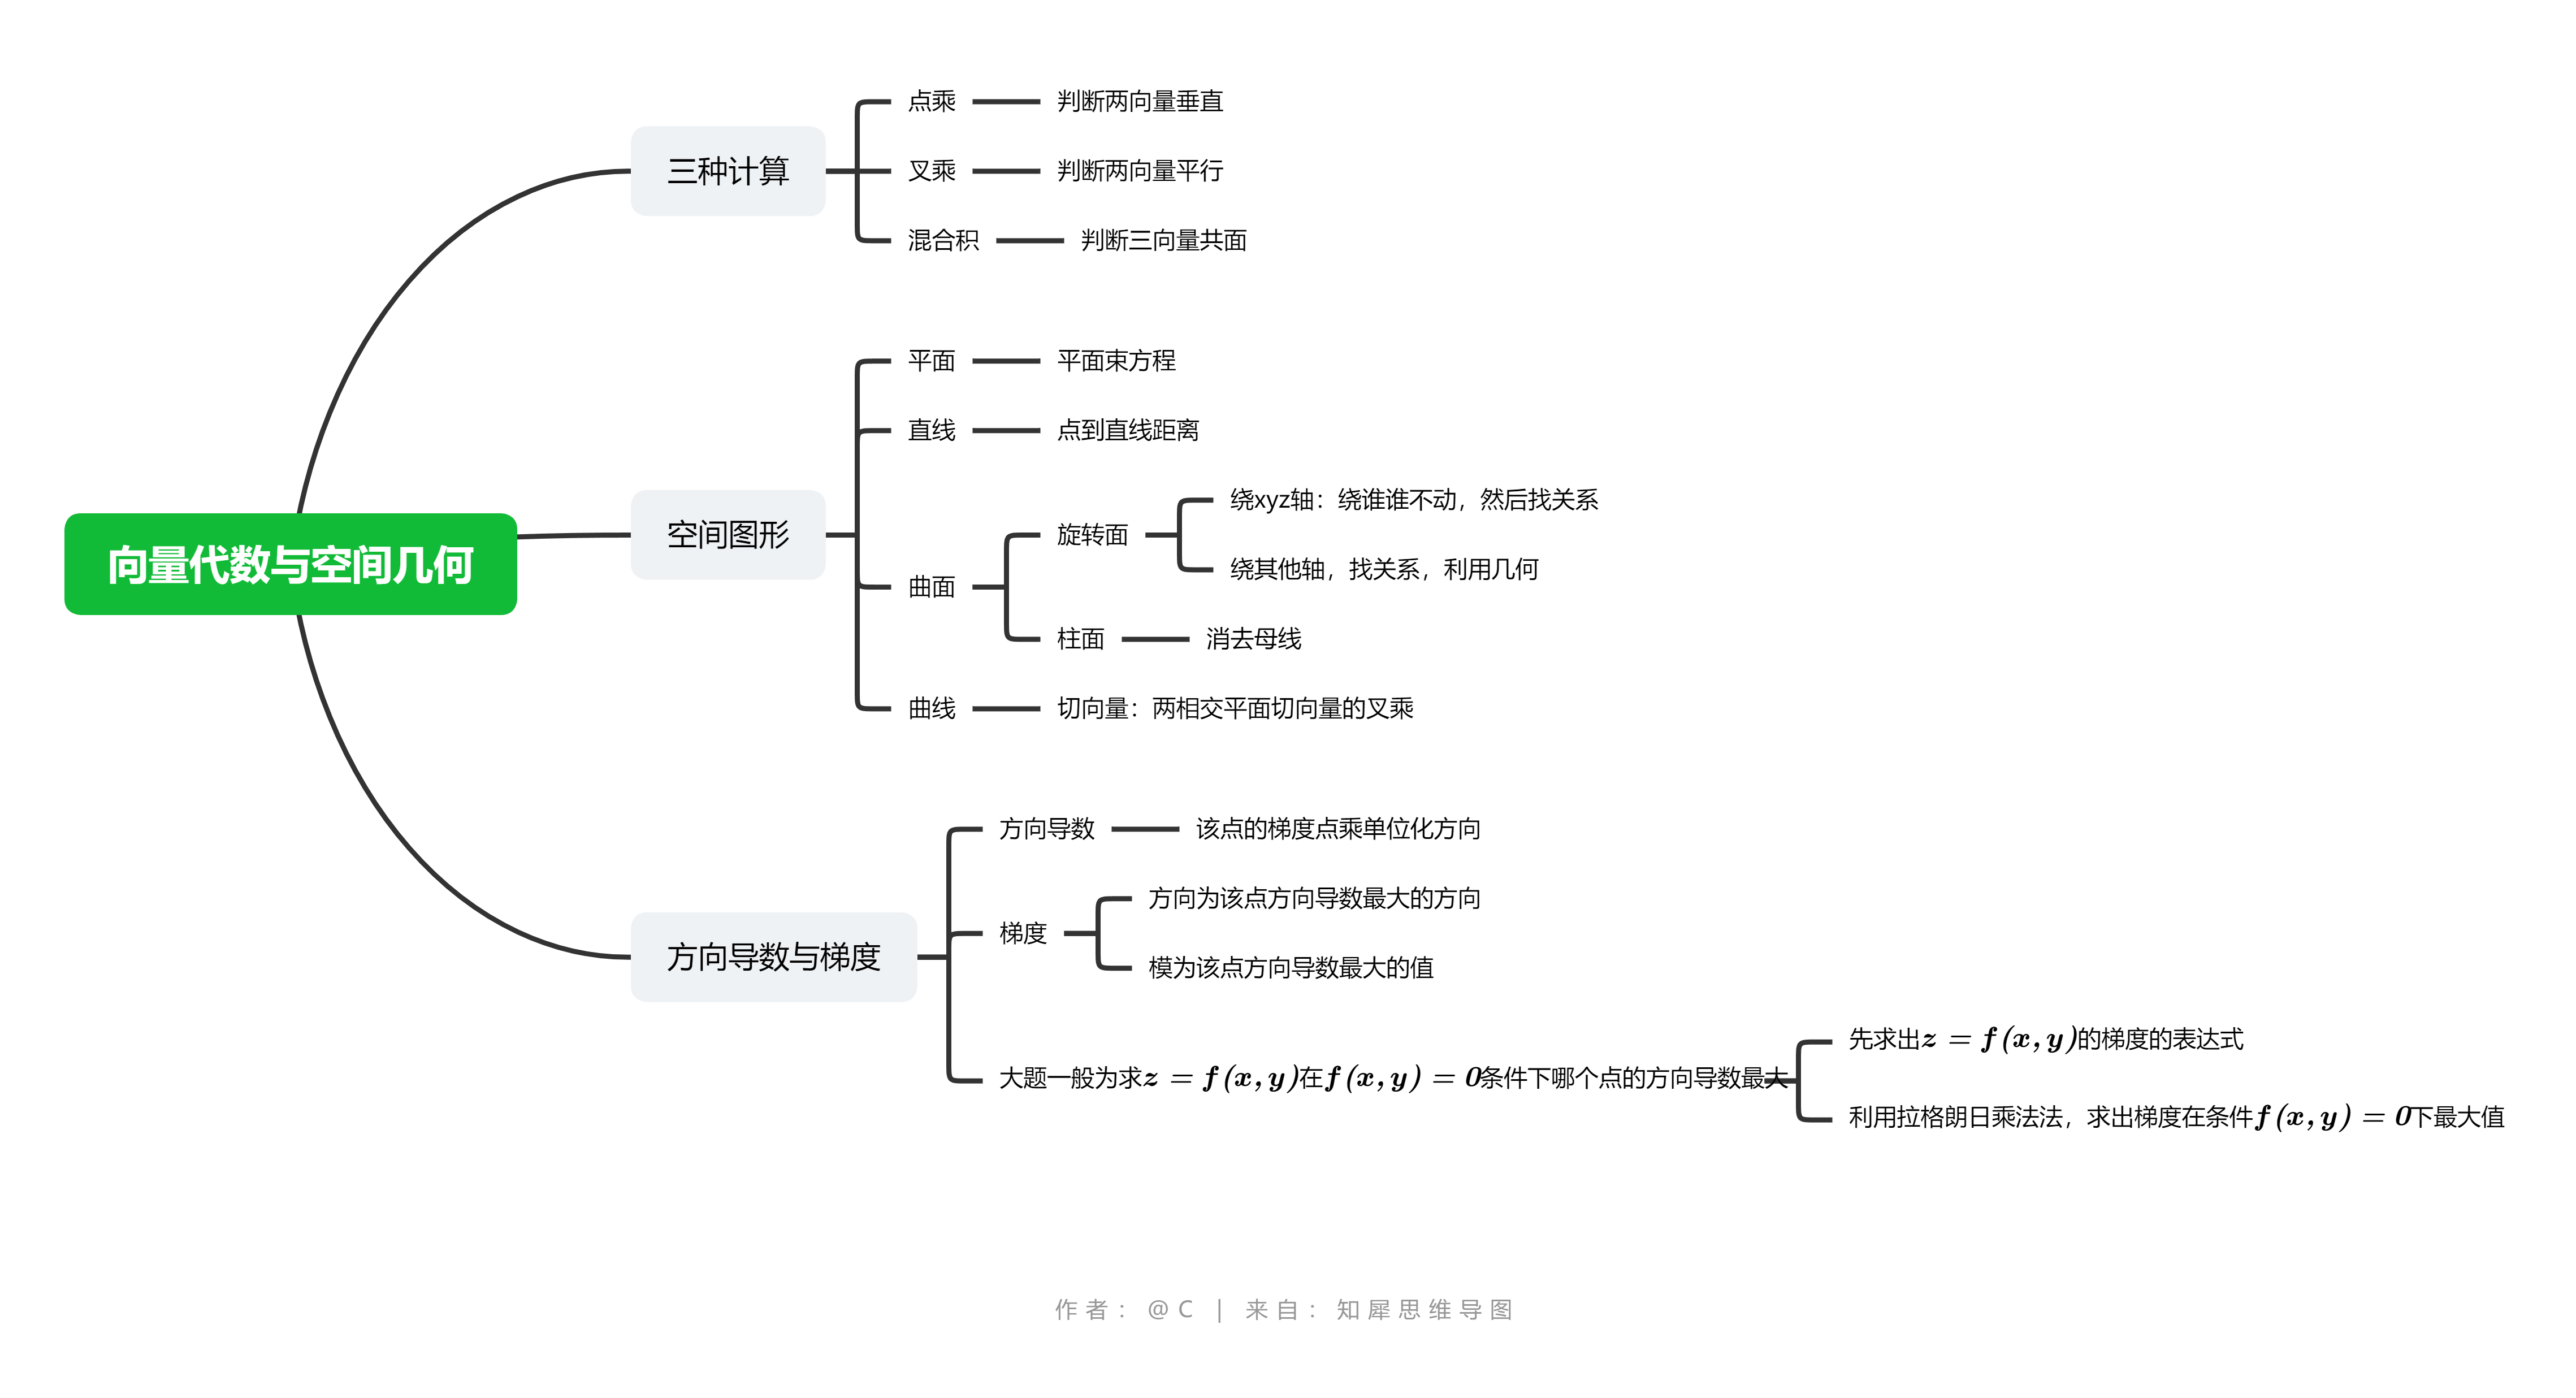 点乘
判断两向量垂直
三种计算
叉乘
判断两向量平行
混合积
判断三向量共面
平面
平面束方程
直线
点到直线距离
绕xyz轴：绕谁谁不动，然后找关系
空间图形
旋转面
向量代数与空间几何
绕其他轴，找关系，利用几何
曲面
柱面
消去母线
曲线
切向量：两相交平面切向量的叉乘
方向导数
该点的梯度点乘单位化方向
方向为该点方向导数最大的方向
方向导数与梯度
梯度
模为该点方向导数最大的值
先求出z = f(x,y)的梯度的表达式
大题一般为求z = f(x,y)在f(x,y) = 0条件下哪个点的方向导数最大
利用拉格朗日乘法法，求出梯度在条件f(x,y) = 0下最大值
作者：@C | 来自：知犀思维导图